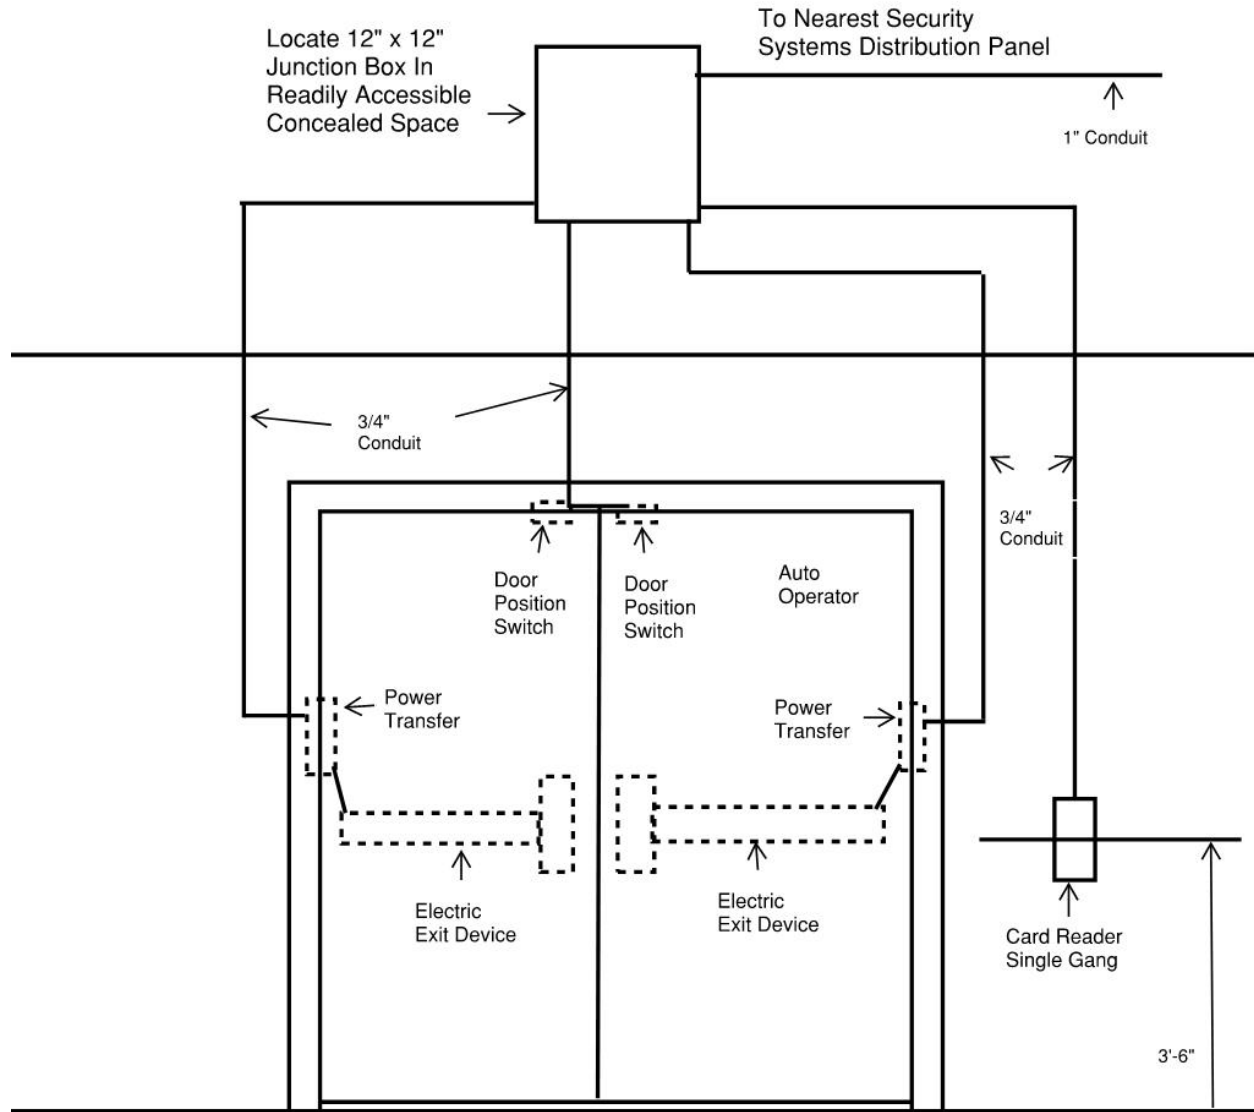 Locate 12" x 12"
Junction Box In
Readily Accessible
Concealed Space
To Nearest Security
Systems Distribution Panel
1" Conduit
3/4"
Conduit
3/4"
Conduit
Door
Position
Switch
Door
Position
Switch
Auto
Operator
Power
Transfer
Power
Transfer
Electric
Exit Device
Electric
Exit Device
Card Reader
Single Gang
3'-6"